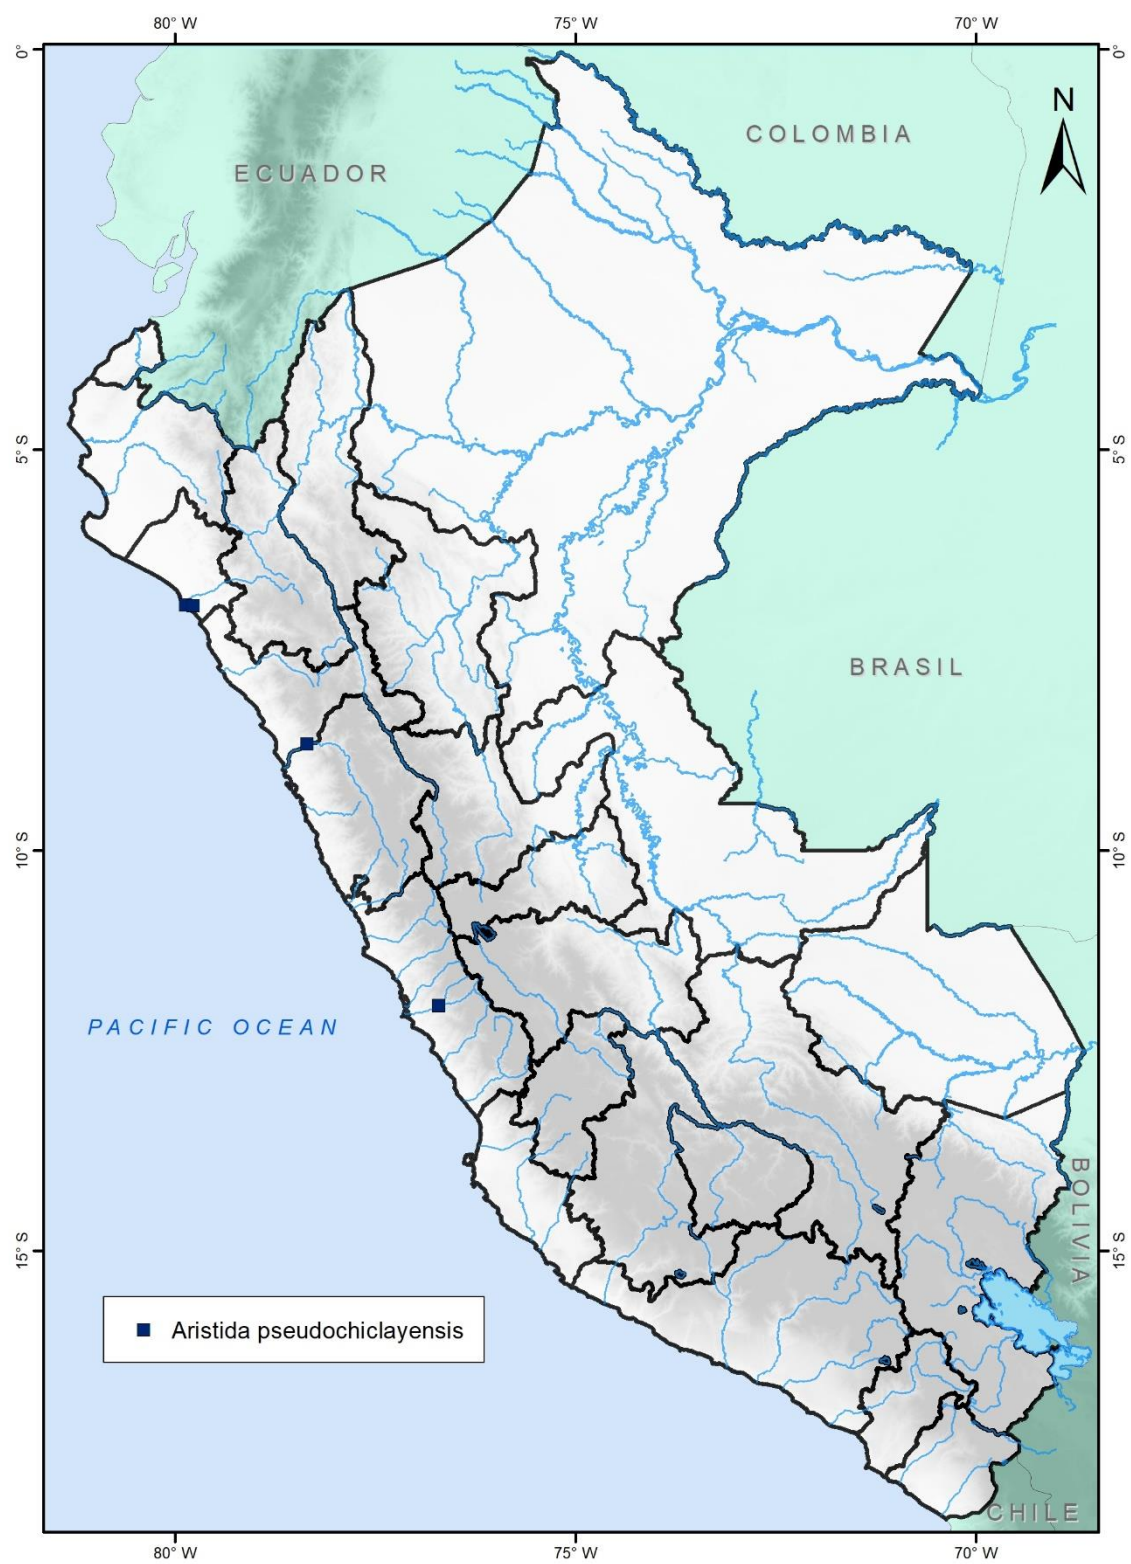 80° W 75° W 70° W
0° 0°
N
COLOMBIA
ECUADOR
5° S 5° S
BRASIL
10° S 10° S
PACIFIC OCEAN
BOLIVIA
15° S 15° S
Aristida pseudochiclayensis
CHILE
80° W 75° W 70° W